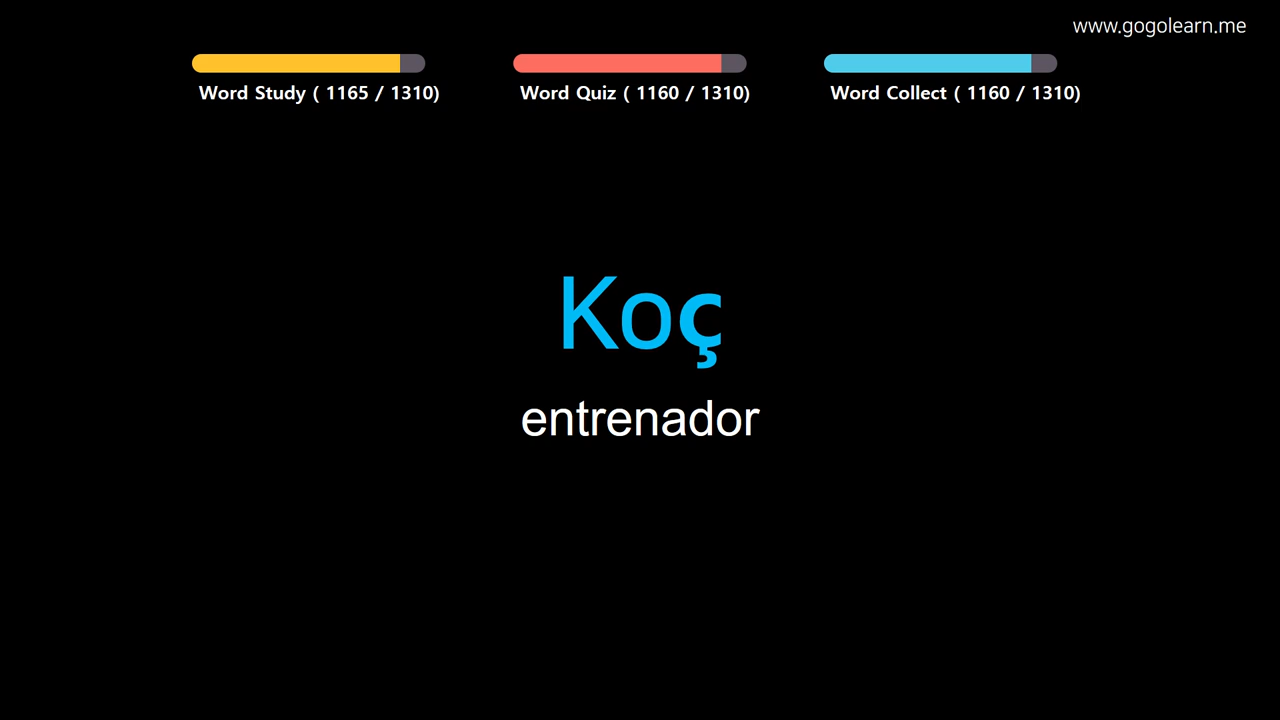 www.gogolearn.me
Word Study ( 1165 / 1310)
Word Quiz ( 1160 / 1310)
Word Collect ( 1160 / 1310)
Koç
entrenador